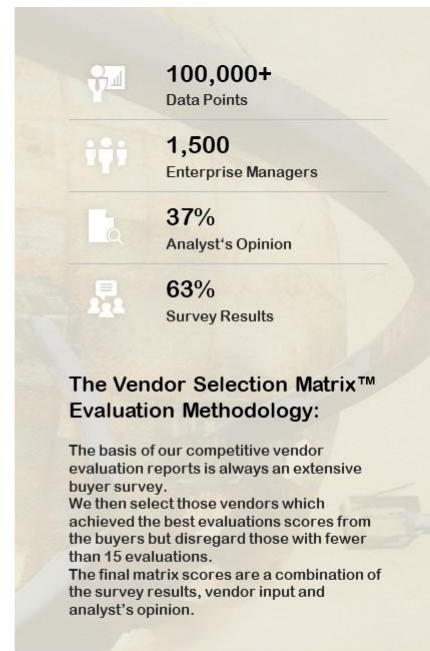 100,000+
Data Points
1,500
Enterprise Managers
37%
Analyst's Opinion
63%
Survey Results
The Vendor Selection Matrix™
Evaluation Methodology:
The basis of our competitive vendor
evaluation reports is always an extensive
buyer survey.
We then select those vendors which
achieved the best evaluations scores from
the buyers but disregard those with fewer
than 15 evaluations.
The final matrix scores are a combination of
the survey results, vendor input and
analyst's opinion.